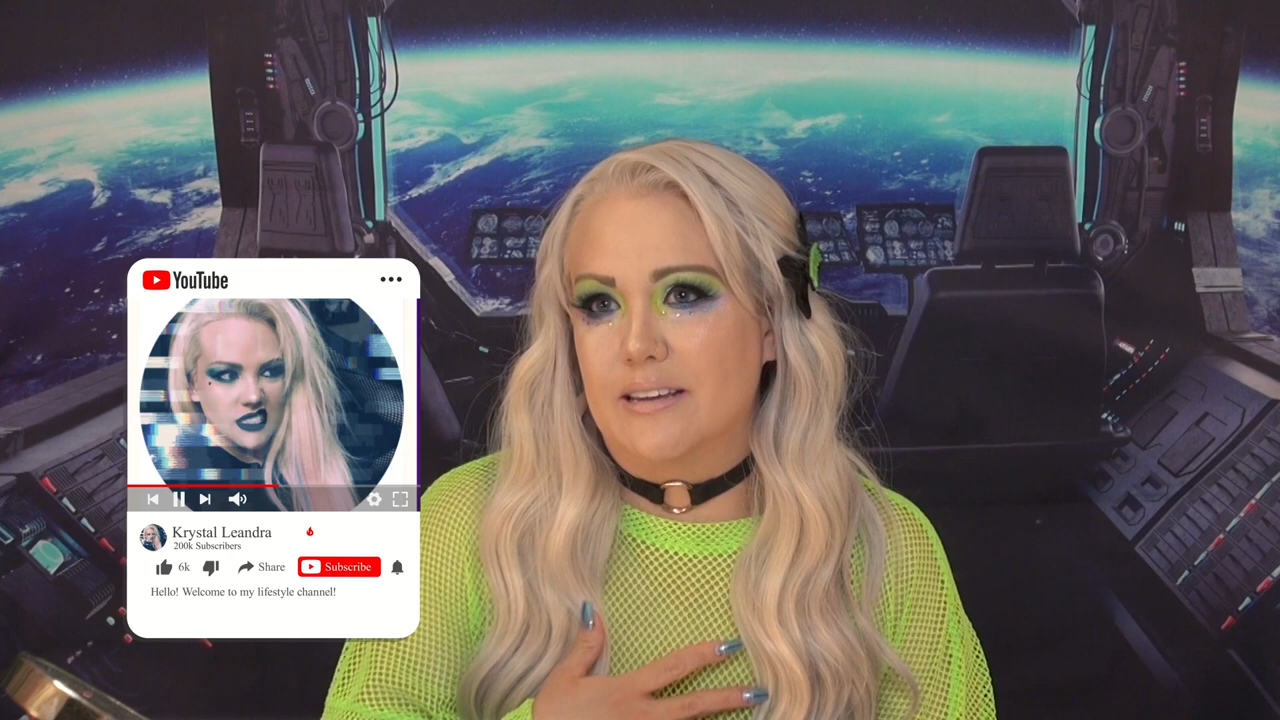 YouTube
Krystal Leandra
200k Subscribers
6k Share Subscribe
Hello! Welcome to my lifestyle channel!